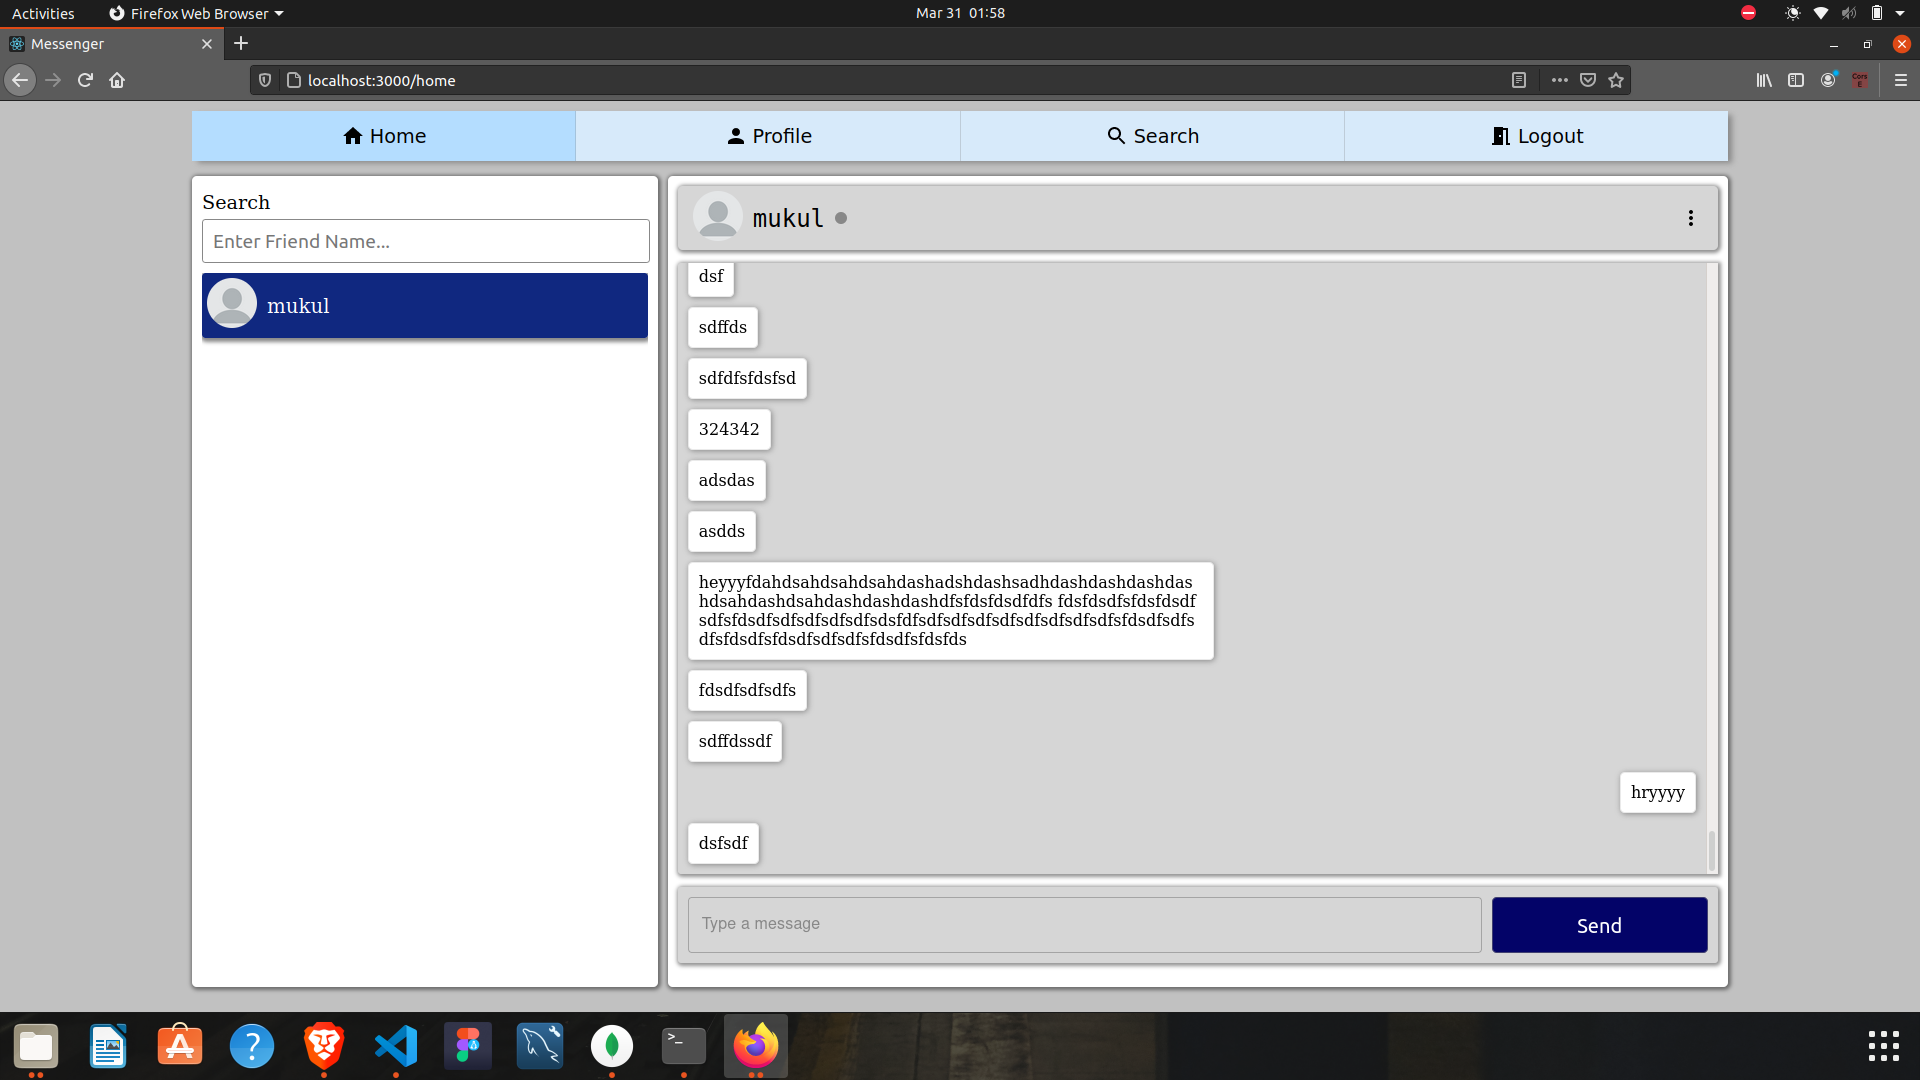 Activities
Firefox Web Browser
Mar 31 01:58
Messenger
localhost:3000/home
Cors
E
Home
Profile
Search
Logout
Search
Enter Friend Name...
mukul
mukul
dsf
sdffds
sdfdfsfdsfsd
324342
adsdas
asdds
heyyyfdahdsahdsahdsahdashadshdashsadhdashdashdashdas
hdsahdashdsahdashdashdashdfsfdsfdsdfdfs fdsfdsdfsfdsfdsdf
sdfsfdsdfsdfsdfsdfsdfsdsfdfsdfsdfsdfsdfsdfsdfsdfsdfsfdsdfsdfs
dfsfdsdfsfdsdfsdfsdfsfdsdfsfdsfds
fdsdfsdfsdfs
sdffdssdf
hryyyy
dsfsdf
Type a message
Send